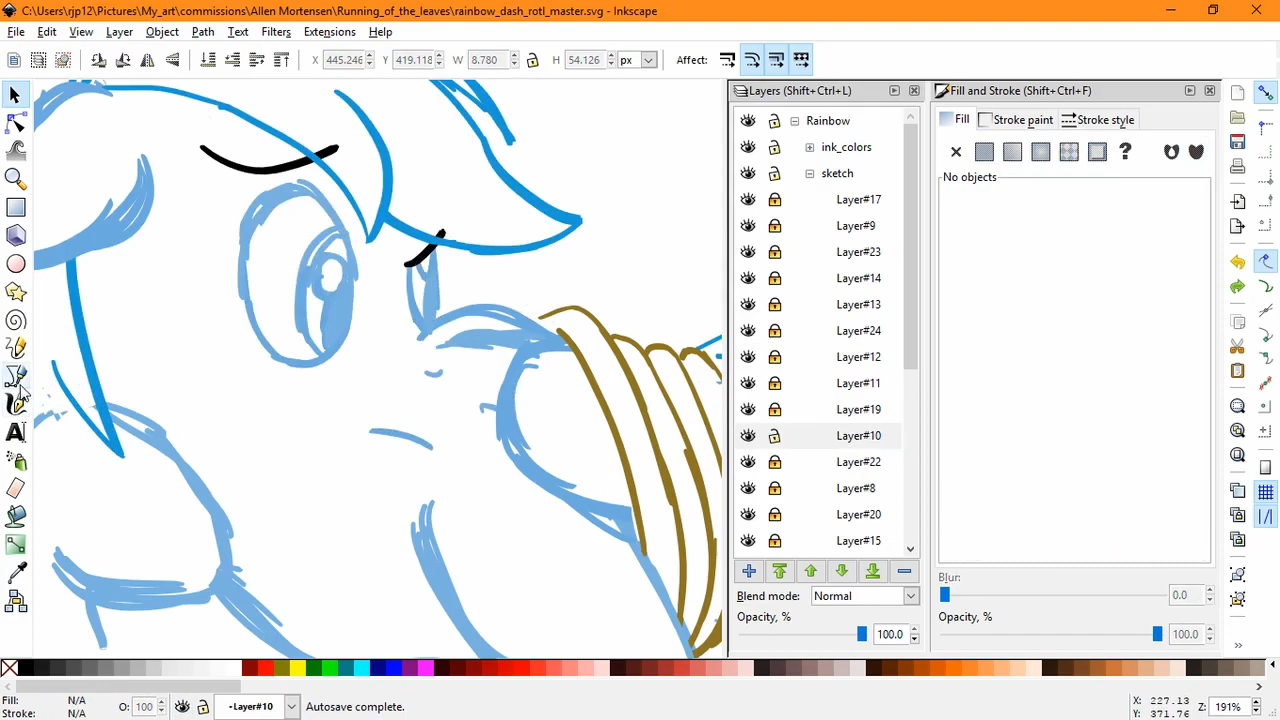 C:\Users\rjp12\Pictures\My_art\commissions\Allen Mortensen\Running_of_the_leaves\rainbow_dash_rotl_master.svg - Inkscape
File Edit View Layer Object Path Text Filters Extensions Help
X 445.246 Y 419.118 W 8.780 H 54.126 px Affect:
Layers (Shift+Ctrl+L)
Fill and Stroke (Shift+Ctrl+F)
Rainbow
ink_colors
sketch
Layer#17
Layer#9
Layer#23
Layer#14
Layer#13
Layer#24
Layer#12
Layer#11
Layer#19
Layer#10
Layer#22
Layer#8
Layer#20
Layer#15
Blend mode: Normal
Opacity, %
100.0
Fill Stroke paint Stroke style
?
No objects
Blur:
0.0
Opacity, %
100.0
Fill: N/A
Stroke: N/A
O: 100
-Layer#10
Autosave complete.
X: 227.13
Y: 371.76
Z: 191%